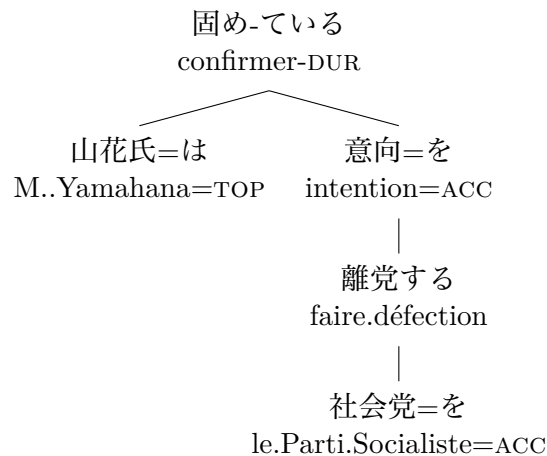 固め-ている
confirmer-DUR
山花氏=は 意向=を
M..Yamahana=TOP intention=ACC
離党する
faire.défection
社会党=を
le.Parti.Socialiste=ACC